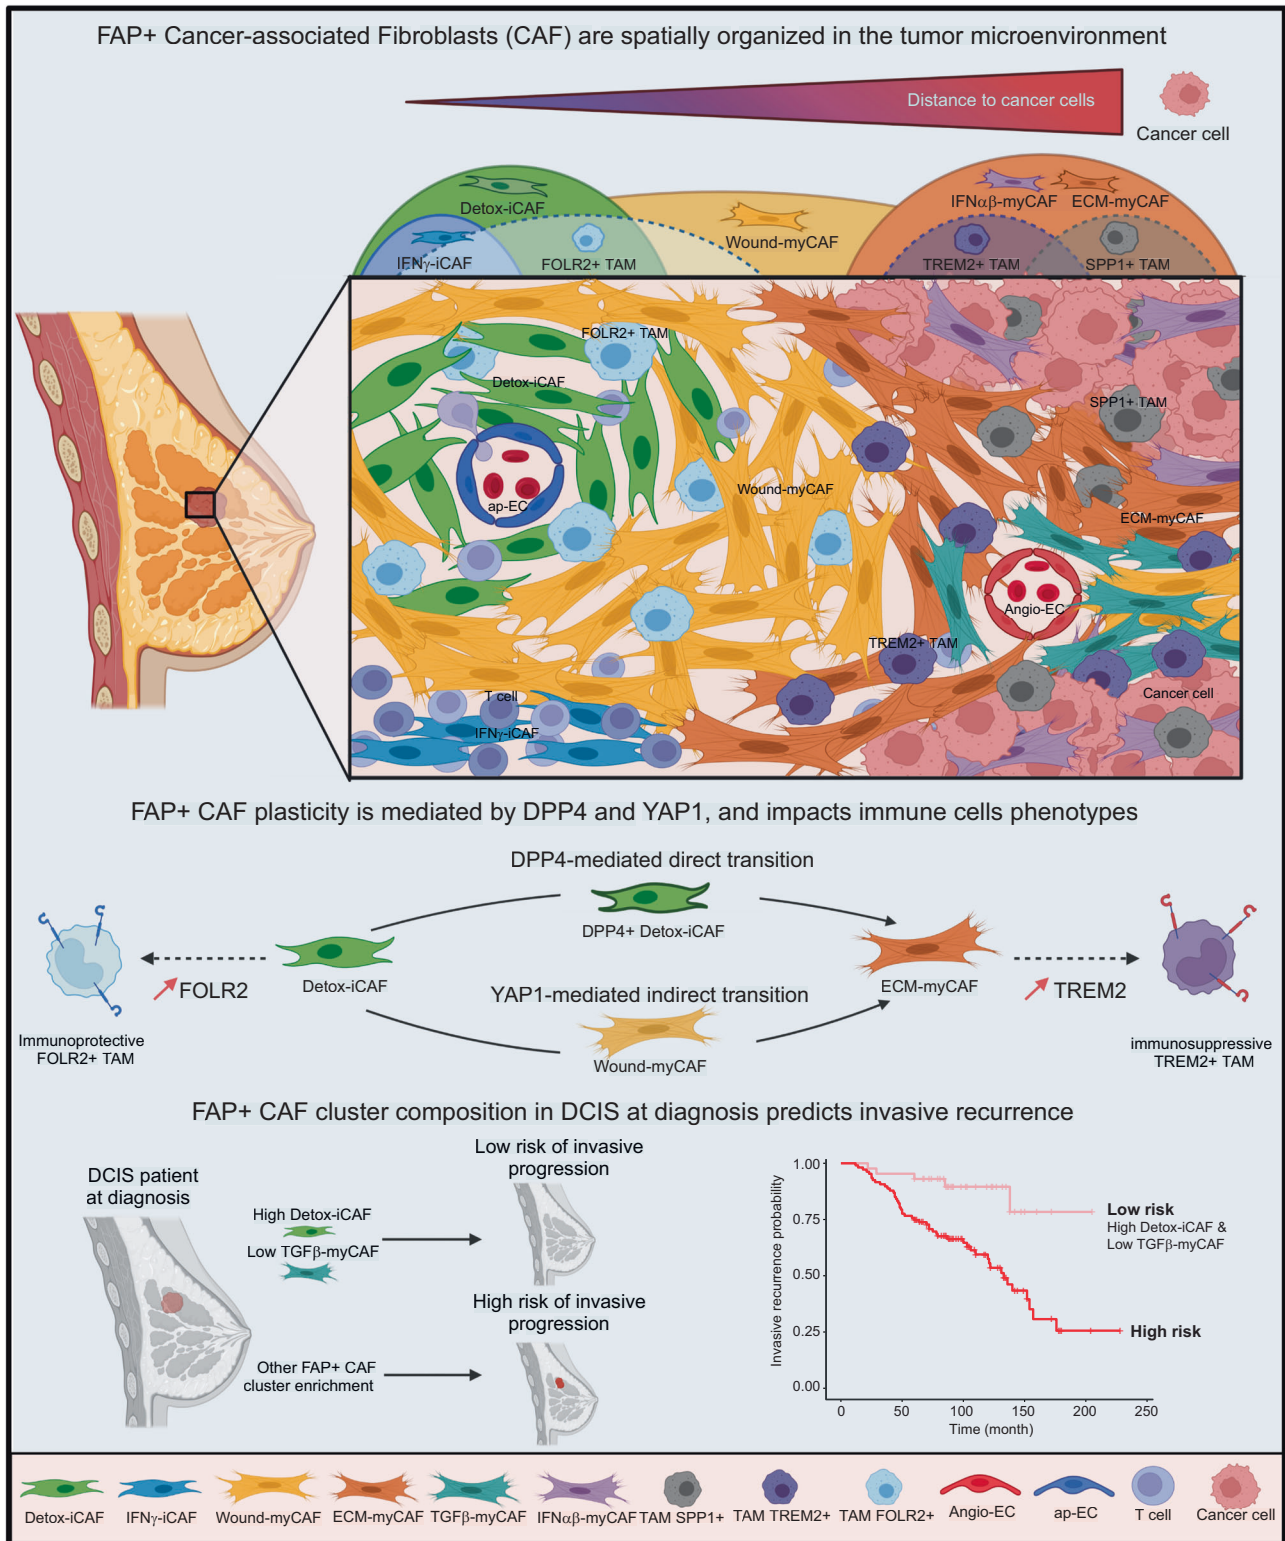 FAP+ Cancer-associated Fibroblasts (CAF) are spatially organized in the tumor microenvironment
Distance to cancer cells
Cancer cell
Detox-iCAF
IFNγ-iCAF
FOLR2+ TAM
Wound-myCAF
IFNαβ-myCAF
ECM-myCAF
TREM2+ TAM
SPP1+ TAM
FOLR2+ TAM
Detox-iCAF
SPP1+ TAM
Wound-myCAF
ap-EC
ECM-myCAF
Angio-EC
TREM2+ TAM
T cell
Cancer cell
IFNγ-iCAF
FAP+ CAF plasticity is mediated by DPP4 and YAP1, and impacts immune cells phenotypes
DPP4-mediated direct transition
DPP4+ Detox-iCAF
FOLR2
Detox-iCAF
YAP1-mediated indirect transition
ECM-myCAF
TREM2
Immunoprotective
FOLR2+ TAM
Wound-myCAF
immunosuppressive
TREM2+ TAM
FAP+ CAF cluster composition in DCIS at diagnosis predicts invasive recurrence
DCIS patient
at diagnosis
High Detox-iCAF
Low TGFβ-myCAF
Low risk of invasive
progression
Other FAP+ CAF
cluster enrichment
High risk of invasive
progression
Invasive recurrence probability
1.00
0.75
0.50
0.25
0.00
0 50 100 150 200 250
Time (month)
Low risk
High Detox-iCAF &
Low TGFβ-myCAF
High risk
Detox-iCAF IFNγ-iCAF Wound-myCAF ECM-myCAF TGFβ-myCAF IFNαβ-myCAF TAM SPP1+ TAM TREM2+ TAM FOLR2+ Angio-EC ap-EC T cell Cancer cell